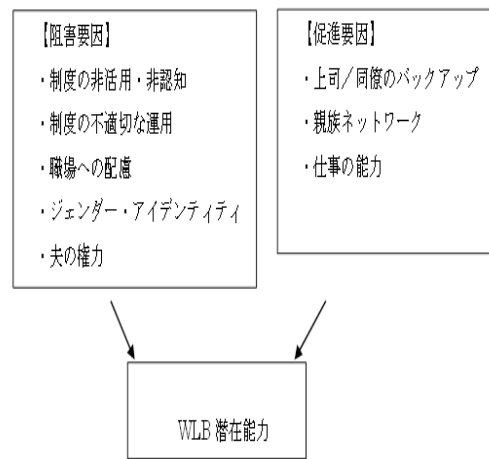 【阻害要因】
・制度の非活用・非認知
・制度の不適切な運用
・職場への配慮
・ジェンダー・アイデンティティ
・夫の権力
【促進要因】
・上司／同僚のバックアップ
・親族ネットワーク
・仕事の能力
WLB 潜在能力